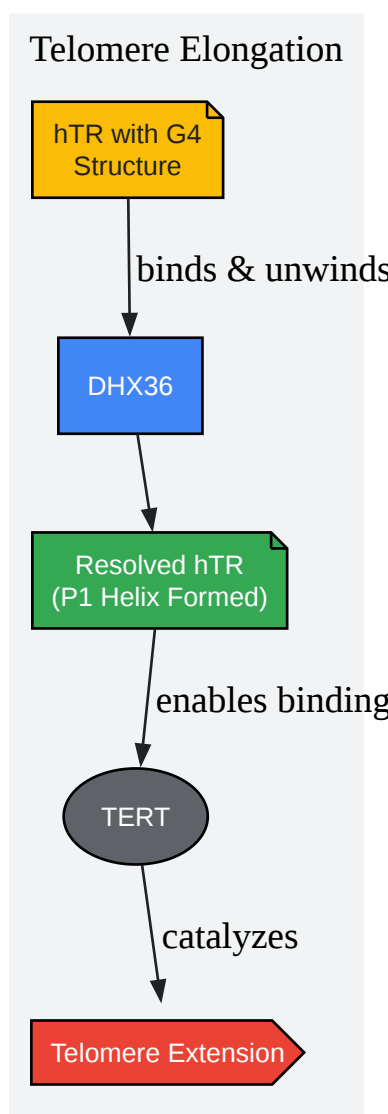 Telomere Elongation
hTR with G4
Structure
binds & unwinds
DHX36
Resolved hTR
(P1 Helix Formed)
enables binding
TERT
catalyzes
Telomere Extension